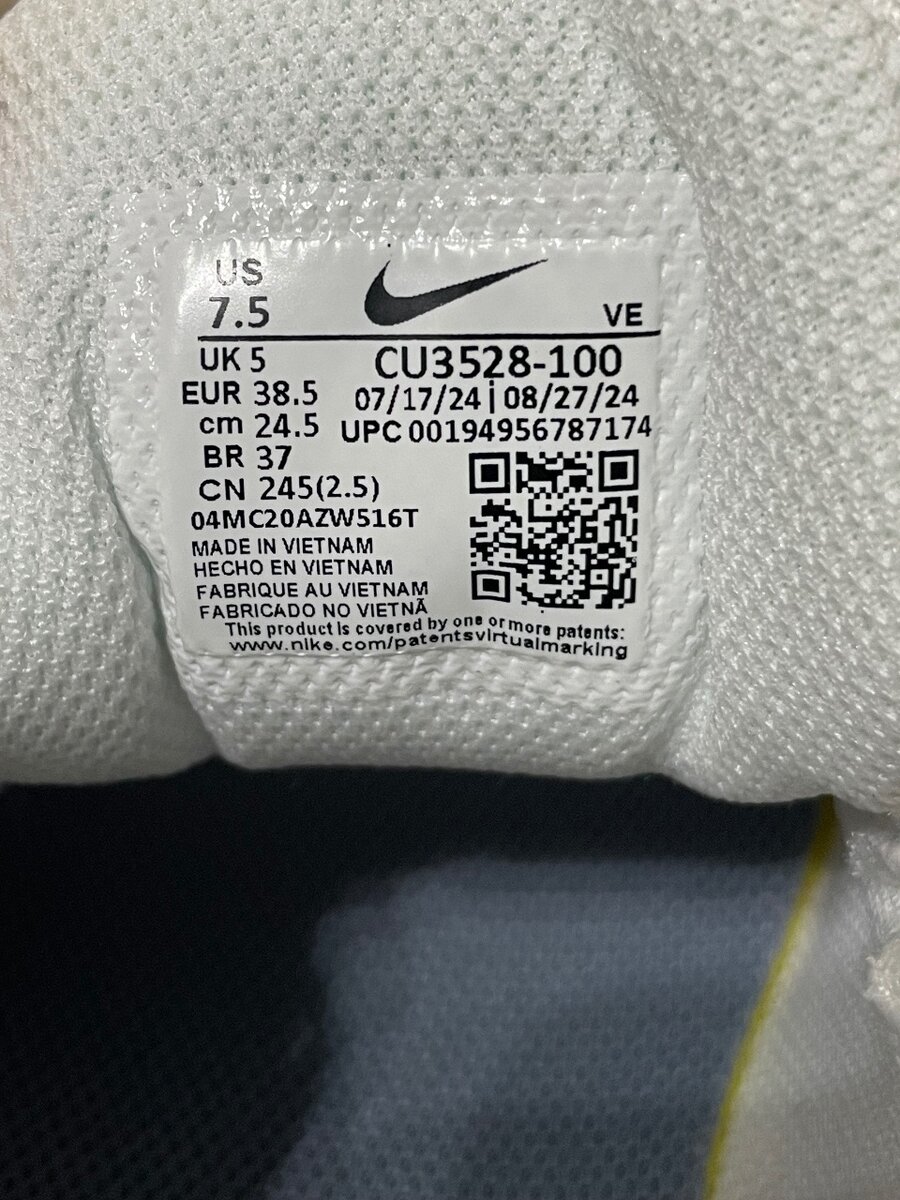 US
7.5
VE
UK 5
CU3528-100
EUR 38.5
07/17/24 | 08/27/24
cm 24.5
UPC 00194956787174
BR 37
CN 245(2.5)
04MC20AZW516T
MADE IN VIETNAM
HECHO EN VIETNAM
FABRIQUE AU VIETNAM
FABRICADO NO VIETNÃ
This product is covered by one or more patents:
www.nike.com/patentsvirtualmarking